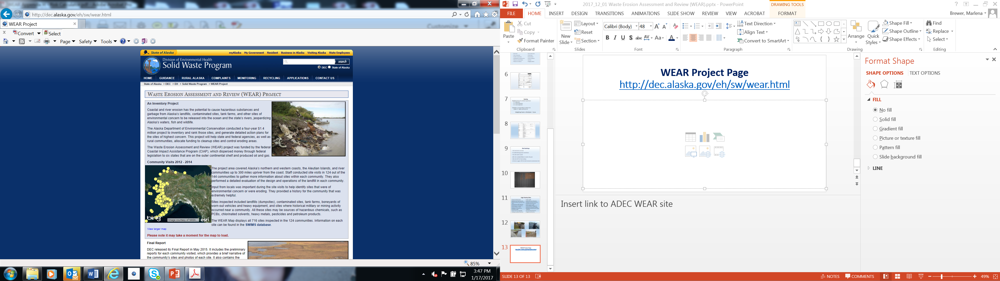 http://dec.alaska.gov/eh/sw/wear.html
WEAR Project
Convert
Select
Page
Safety
Tools
State of Alaska
myAlaska My Government Resident Business in Alaska Visiting Alaska State Employees
Division of Environmental Health
Solid Waste Program
search
DEC State of Alaska
HOME GUIDANCE RURAL ALASKA COMPLAINTS MONITORING RECYCLING APPLICATIONS CONTACT US
State of Alaska > DEC > EH > Solid Waste Program > WEAR Project
WASTE EROSION ASSESSMENT AND REVIEW (WEAR) PROJECT
An Inventory Project
Coastal and river erosion has the potential to cause hazardous substances and
garbage from Alaska's landfills, contaminated sites, tank farms, and other sites of
environmental concern to be released into the ocean and the state's rivers, jeopardizing
Alaska's waters, fish and wildlife.
The Alaska Department of Environmental Conservation conducted a four-year $1.4
million project to inventory and rank those sites, and generate detailed action plans for
the sites of highest concern. This project will help state and federal agencies, as well as
rural communities, allocate funding to cleanup sites and control eroding areas.
The Waste Erosion Assessment and Review (WEAR) project was funded by the federal
Coastal Impact Assistance Program (CIAP), which dispersed money through federal
legislation to six states that are on the outer continental shelf and produced oil and gas.
Community Visits 2012 - 2014
The project area covered Alaska's northern and western coasts, the Aleutian Islands, and river
communities up to 300 miles upriver from the coast. Staff conducted site visits in 124 out of the
144 communities to gather more information about sites within each community. They also
performed a detailed evaluation of the design and operations of the landfill in each community.
Input from locals was important during the site visits to help identify sites that were of
environmental concern or were eroding. They provided a history for the community that was
extremely helpful.
Sites inspected included landfills (dumpsites), contaminated sites, tank farms, boneyards of
worn-out vehicles and heavy equipment, and sites where historical military or mining activity
occurred near a community. All these sites may be sources of hazardous chemicals, such as
PCBs, chlorinated solvents, heavy metals, pesticides and petroleum products.
The WEAR Map displays all 716 sites inspected in the 124 communities. Information on each
site can be found in the SWIMS database.
bing
Image courtesy of NASA...
esri
View larger map
Please note it may take a moment for the map to load.
Final Report
DEC released its Final Report in May 2015. It includes the preliminary
reports for each community visited, which provides a brief narrative of
the community's sites and photos of each site. It also contains the
85%
3:47 PM
1/17/2017
2017_12_01 Waste Erosion Assessment and Review (WEAR).pptx - PowerPoint
DRAWING TOOLS
FILE HOME INSERT DESIGN TRANSITIONS ANIMATIONS SLIDE SHOW REVIEW VIEW ACROBAT FORMAT
Brewer, Marlena
Paste
Cut
Copy
Format Painter
Clipboard
New
Slide
Layout
Reset
Section
Slides
Calibri (Body) 48
Font
Text Direction
Align Text
Convert to SmartArt
Paragraph
Arrange
Quick
Styles
Shape Fill
Shape Outline
Shape Effects
Drawing
Find
Replace
Select
Editing
6
7
8
9
10
11
12
13
WEAR Project Page
http://dec.alaska.gov/eh/sw/wear.html
Insert link to ADEC WEAR site
Format Shape
SHAPE OPTIONS TEXT OPTIONS
FILL
No fill
Solid fill
Gradient fill
Picture or texture fill
Pattern fill
Slide background fill
LINE
SLIDE 13 OF 13
NOTES
COMMENTS
49%